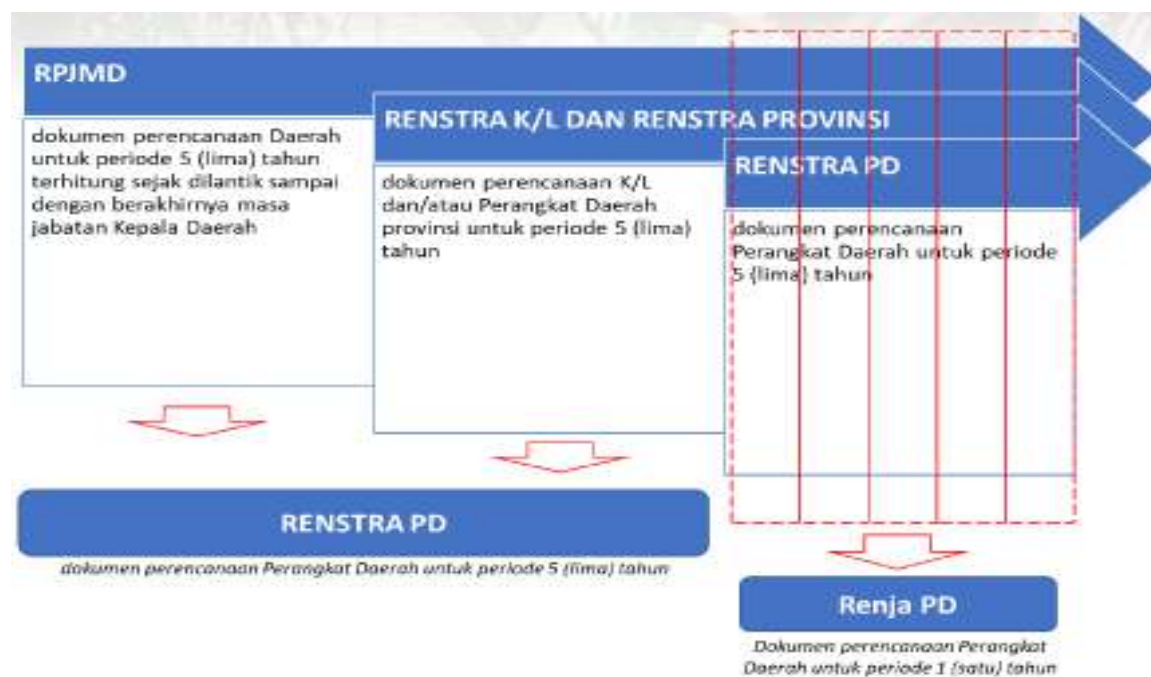 RPJMD
dokumen perencanaan Daerah
untuk periode 5 (lima) tahun
terhitung sejak dilantik sampai
dengan berakhirnya masa
jabatan Kepala Daerah
RENSTRA K/L DAN RENSTRA PROVINSI
dokumen perencanaan K/L
dan/atau Perangkat Daerah
provinsi untuk periode 5 (lima)
tahun
RENSTRA PD
dokumen perencanaan
Perangkat Daerah untuk periode
5 (lima) tahun
RENSTRA PD
dokumen perencanaan Perangkat Daerah untuk periode 5 (lima) tahun
Renja PD
Dokumen perencanaan Perangkat
Daerah untuk periode 1 (satu) tahun